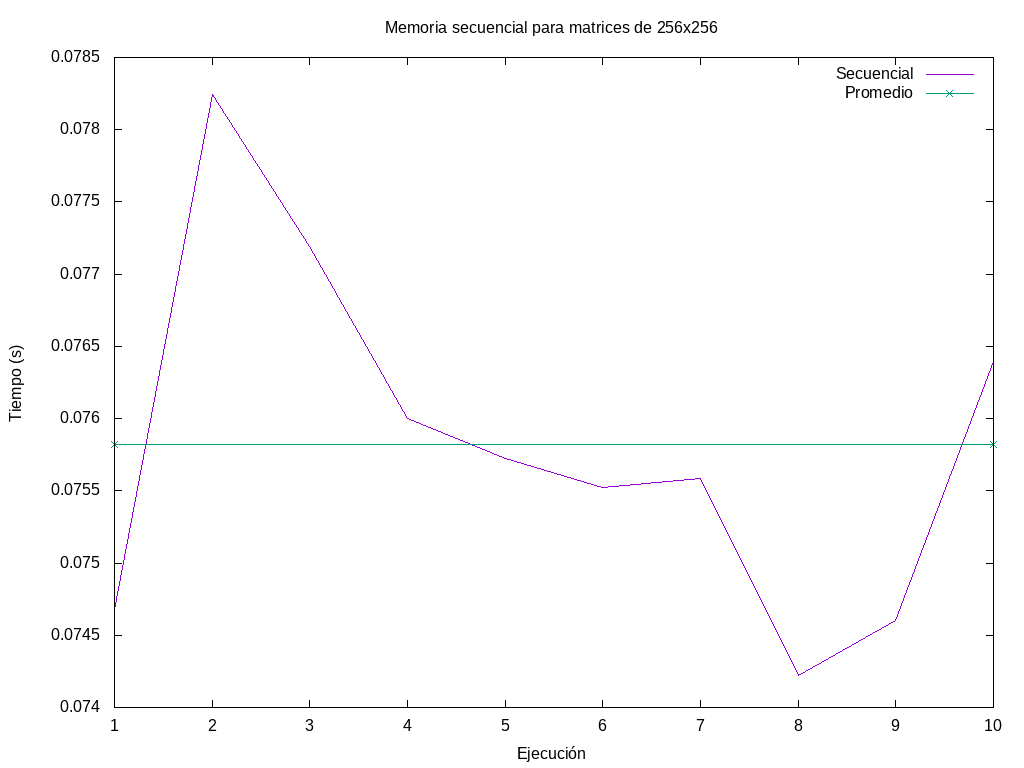 Memoria secuencial para matrices de 256x256
Secuencial
Promedio
0.0785
0.078
0.0775
0.077
0.0765
0.076
0.0755
0.075
0.0745
0.074
Tiempo (s)
1 2 3 4 5 6 7 8 9 10
Ejecución